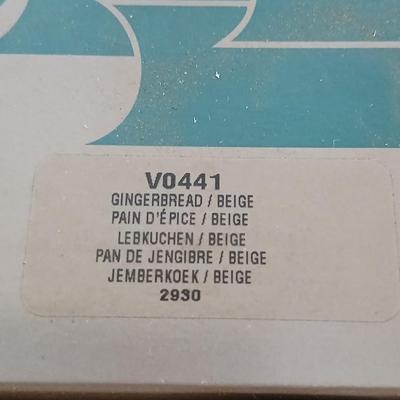 V0441
GINGERBREAD / BEIGE
PAIN D'ÉPICE / BEIGE
LEBKUCHEN / BEIGE
PAN DE JENGIBRE / BEIGE
JEMBERKOEK / BEIGE
2930